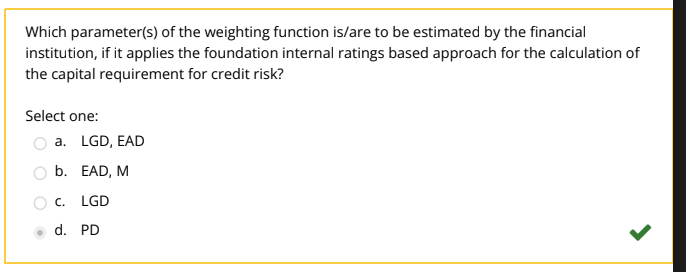 Which parameter(s) of the weighting function is/are to be estimated by the financial
institution, if it applies the foundation internal ratings based approach for the calculation of
the capital requirement for credit risk?
Select one:
a. LGD, EAD
b. EAD, M
c. LGD
d. PD